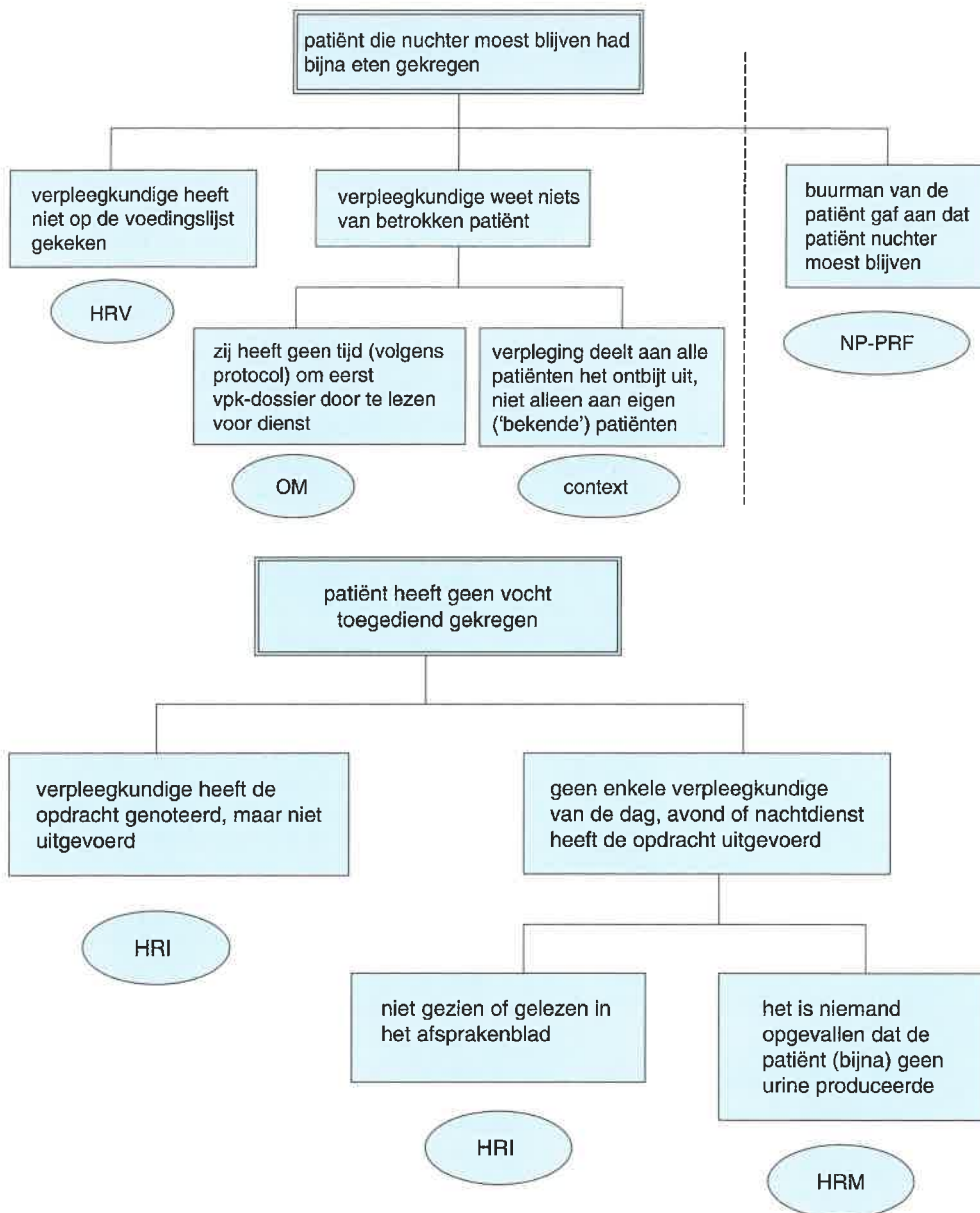 patiënt die nuchter moest blijven had
bijna eten gekregen
verpleegkundige heeft
niet op de voedingslijst
gekeken
HRV
verpleegkundige weet niets
van betrokken patiënt
zij heeft geen tijd (volgens
protocol) om eerst
vpk-dossier door te lezen
voor dienst
OM
verpleging deelt aan alle
patiënten het ontbijt uit,
niet alleen aan eigen
(‘bekende’) patiënten
context
buurman van de
patiënt gaf aan dat
patiënt nuchter
moest blijven
NP-PRF
patiënt heeft geen vocht
toegediend gekregen
verpleegkundige heeft de
opdracht genoteerd, maar niet
uitgevoerd
HRI
geen enkele verpleegkundige
van de dag, avond of nachtdienst
heeft de opdracht uitgevoerd
niet gezien of gelezen in
het afsprakenblad
HRI
het is niemand
opgevallen dat de
patiënt (bijna) geen
urine produceerde
HRM